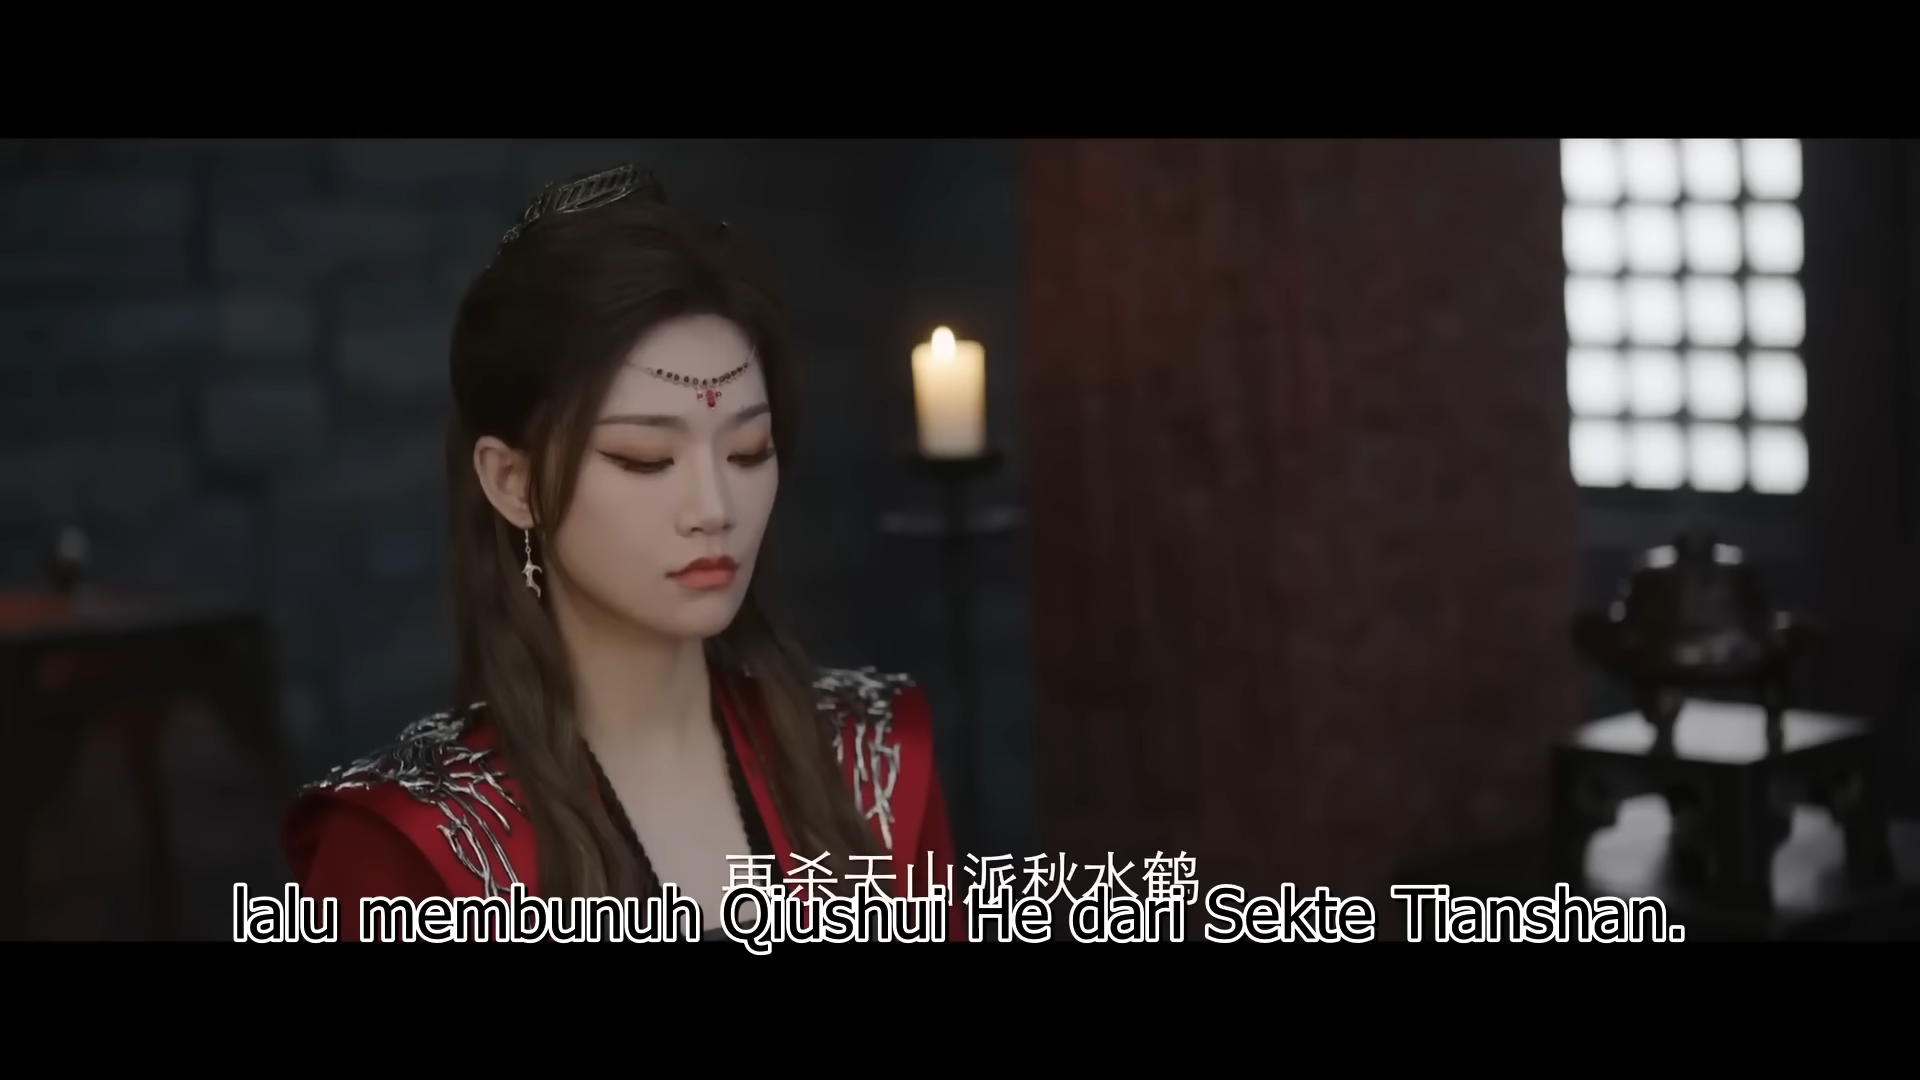 再杀天山派秋水鹤
lalu membunuh Qiushui He dari Sekte Tianshan.